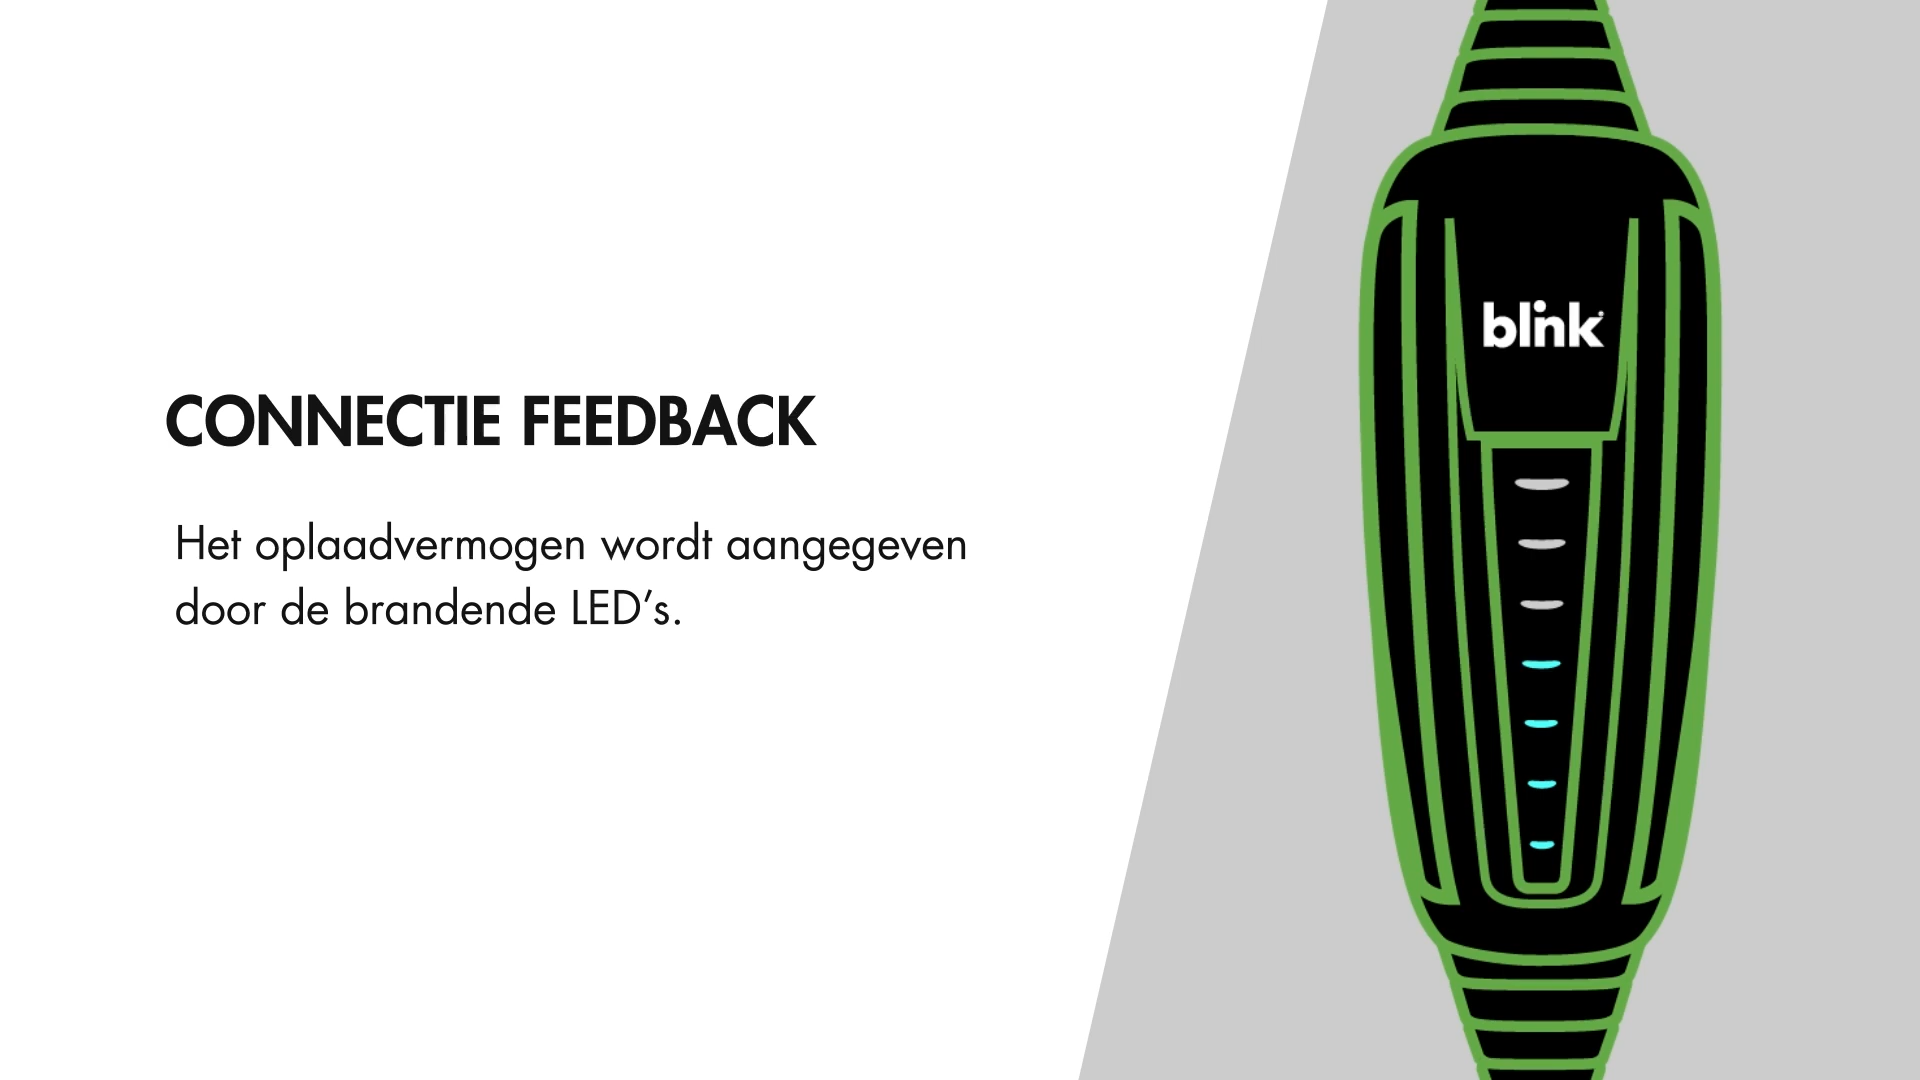 CONNECTIE FEEDBACK
Het oplaadvermogen wordt aangegeven
door de brandende LED’s.
blink